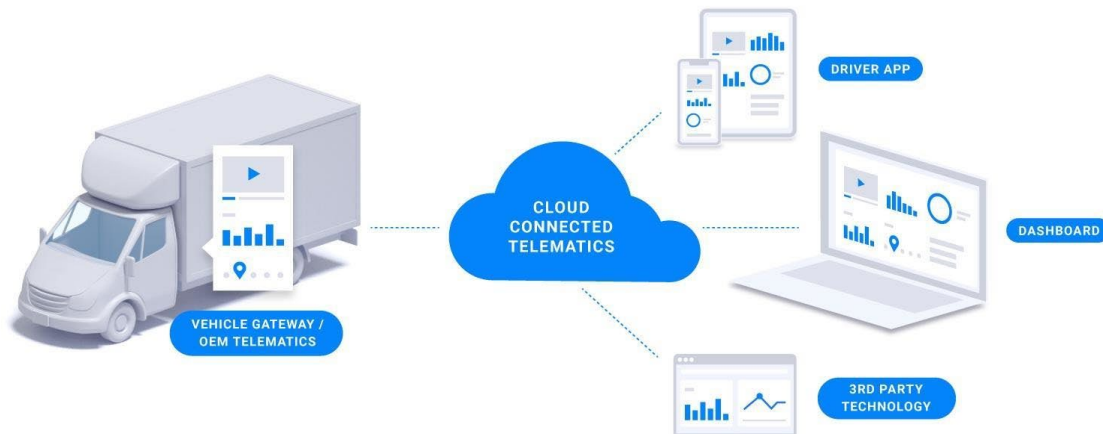 DRIVER APP
CLOUD
CONNECTED
TELEMATICS
DASHBOARD
VEHICLE GATEWAY /
OEM TELEMATICS
3RD PARTY
TECHNOLOGY